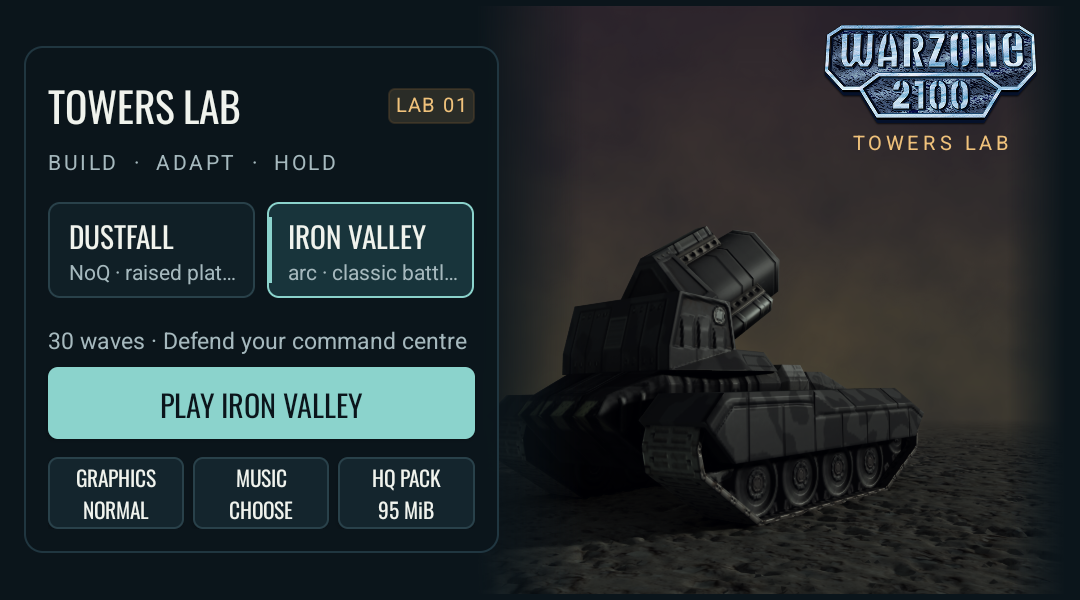 TOWERS LAB
LAB 01
BUILD · ADAPT · HOLD
DUSTFALL
NoQ · raised plat...
IRON VALLEY
arc · classic battl...
30 waves · Defend your command centre
PLAY IRON VALLEY
GRAPHICS
NORMAL
MUSIC
CHOOSE
HQ PACK
95 MiB
WARZONE
2100
TOWERS LAB